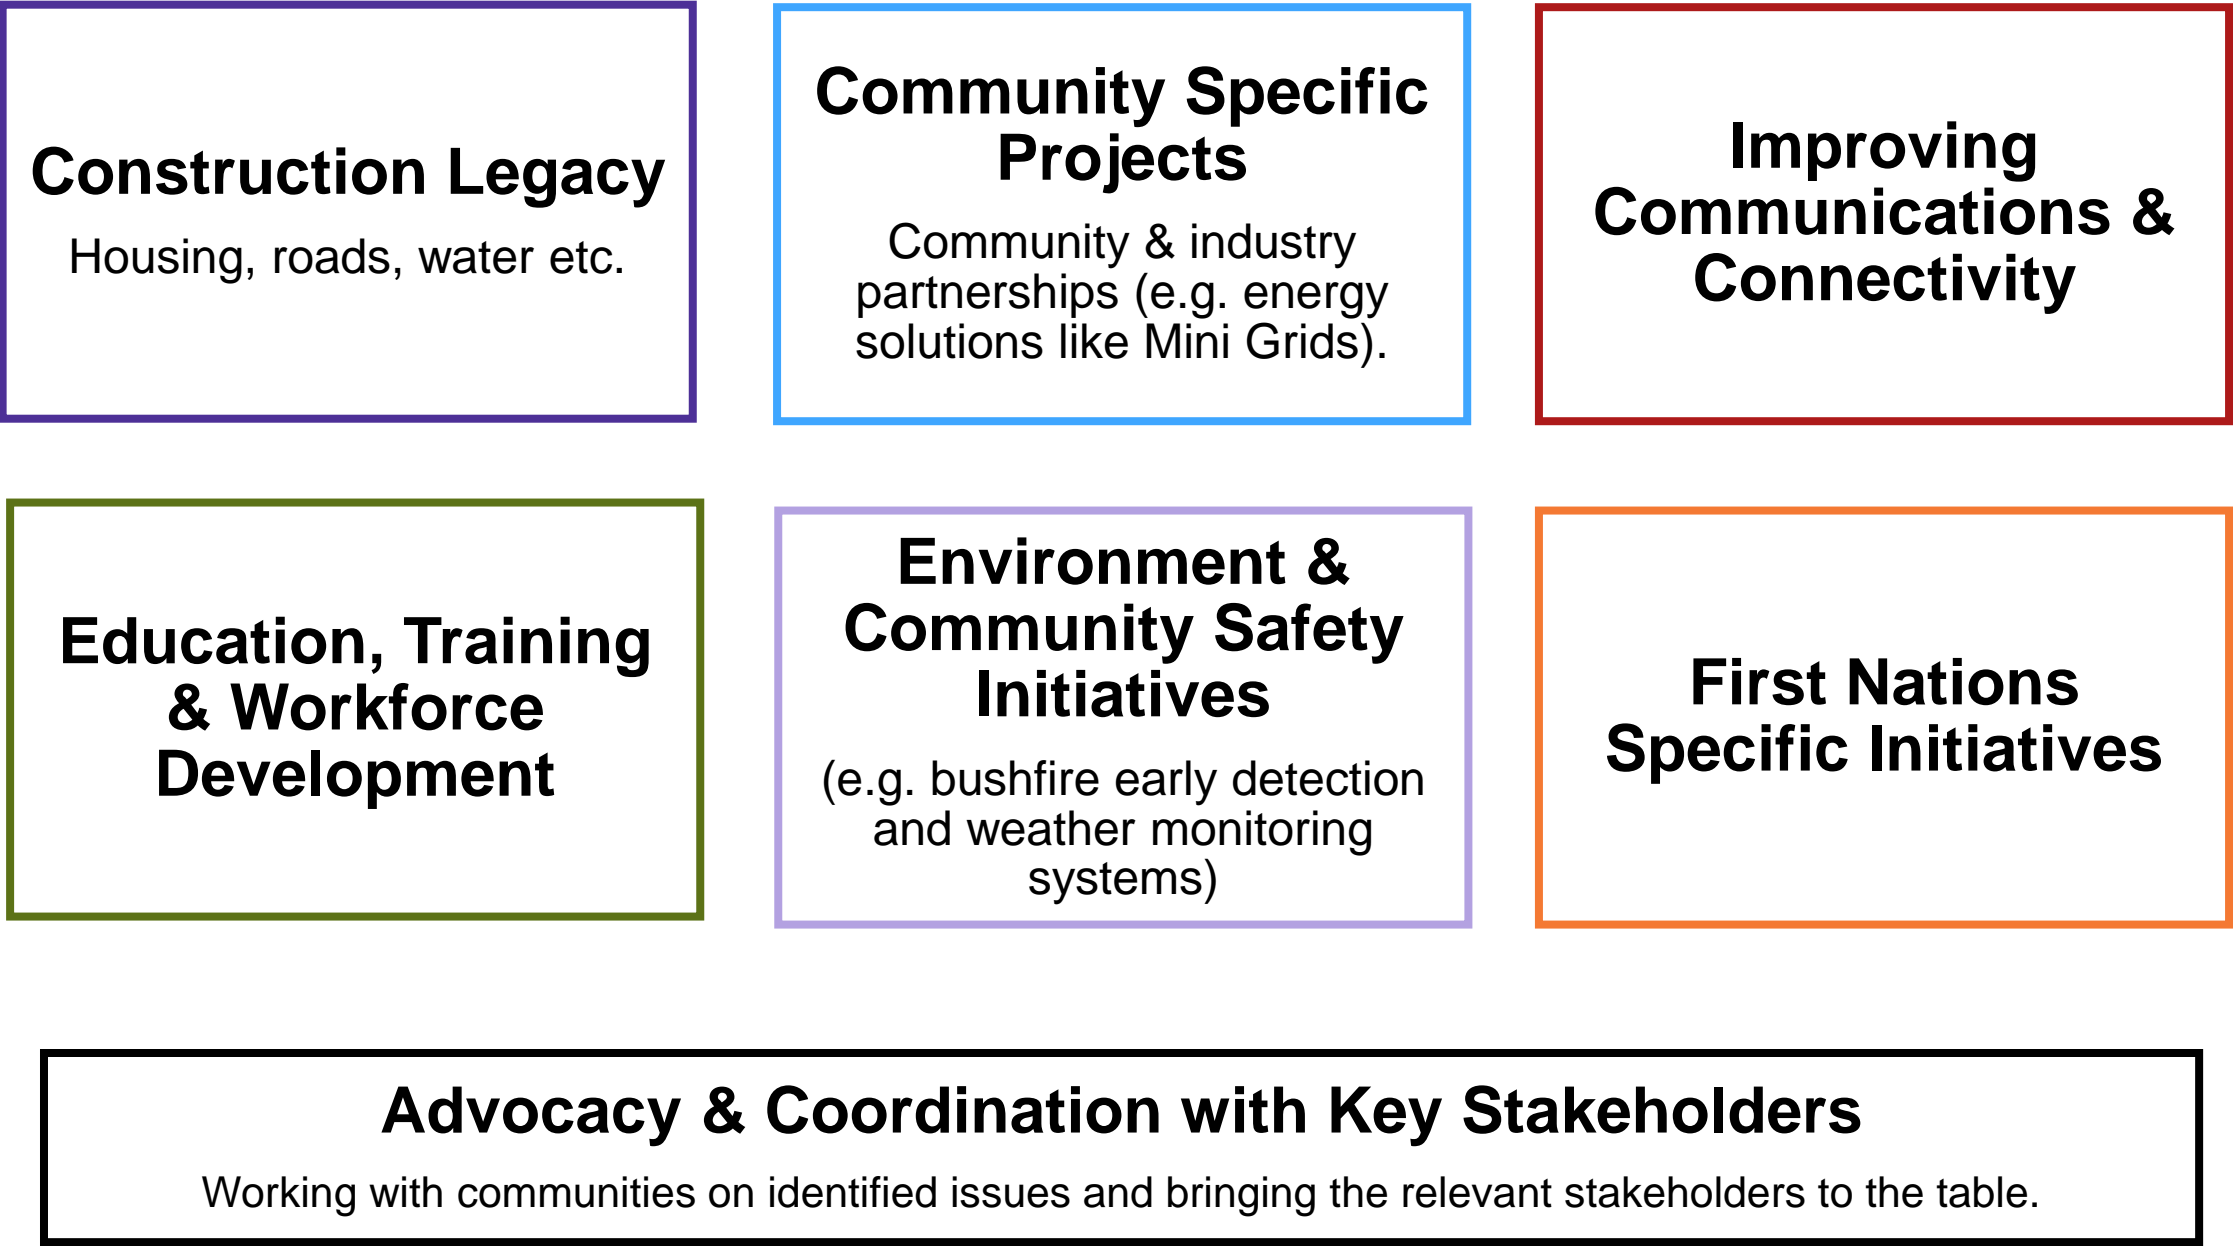 Construction Legacy
Housing, roads, water etc.
Community Specific
Projects
Community & industry
partnerships (e.g. energy
solutions like Mini Grids).
Improving
Communications &
Connectivity
Education, Training
& Workforce
Development
Environment &
Community Safety
Initiatives
(e.g. bushfire early detection
and weather monitoring
systems)
First Nations
Specific Initiatives
Advocacy & Coordination with Key Stakeholders
Working with communities on identified issues and bringing the relevant stakeholders to the table.